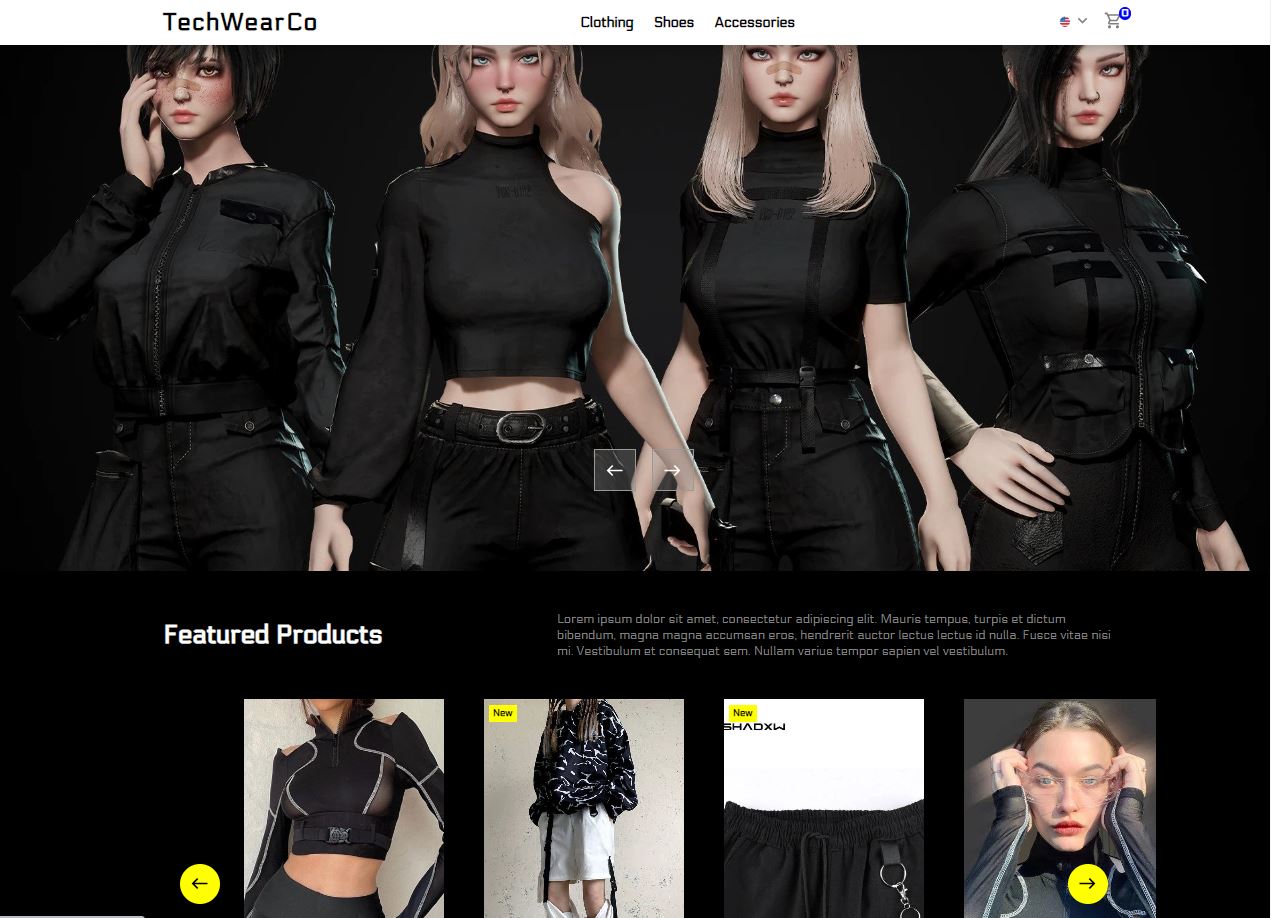 TechWearCo
Clothing
Shoes
Accessories
0
Featured Products
Lorem ipsum dolor sit amet, consectetur adipiscing elit. Mauris tempus, turpis et dictum
bibendum, magna magna accumsan eros, hendrerit auctor lectus lectus id nulla. Fusce vitae nisi
mi. Vestibulum et consequat sem. Nullam varius tempor sapien vel vestibulum.
New
New
SHADXW